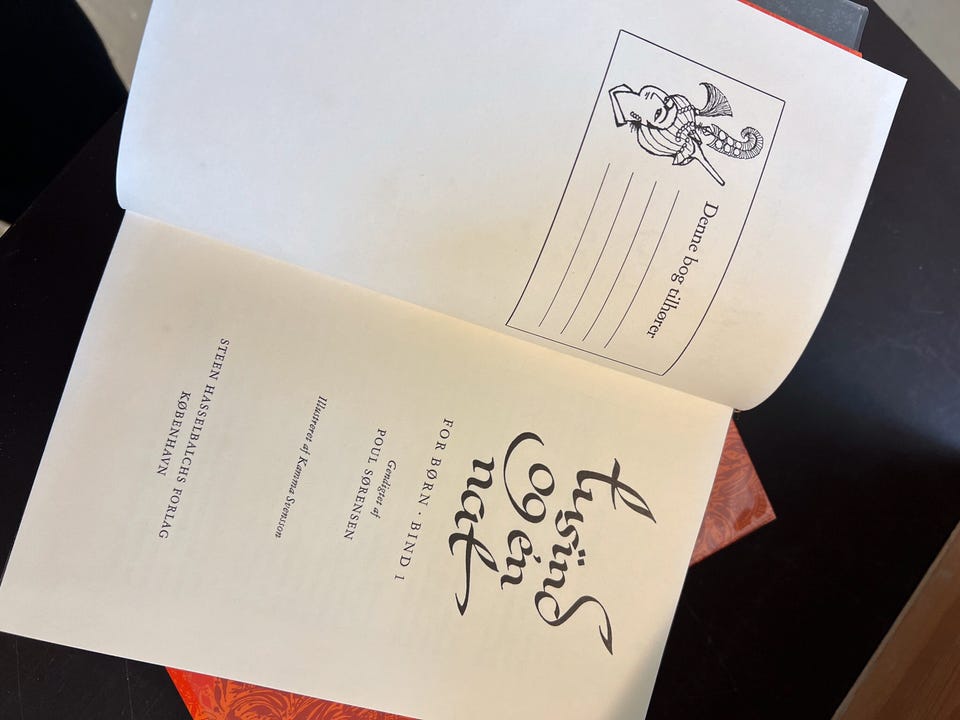 Denne bog tilhører
tusind
og én
nat
FOR BØRN · BIND 1
Gendigtet af
POUL SØRENSEN
Illustreret af Kamma Svensson
STEEN HASSELBALCHS FORLAG
KØBENHAVN